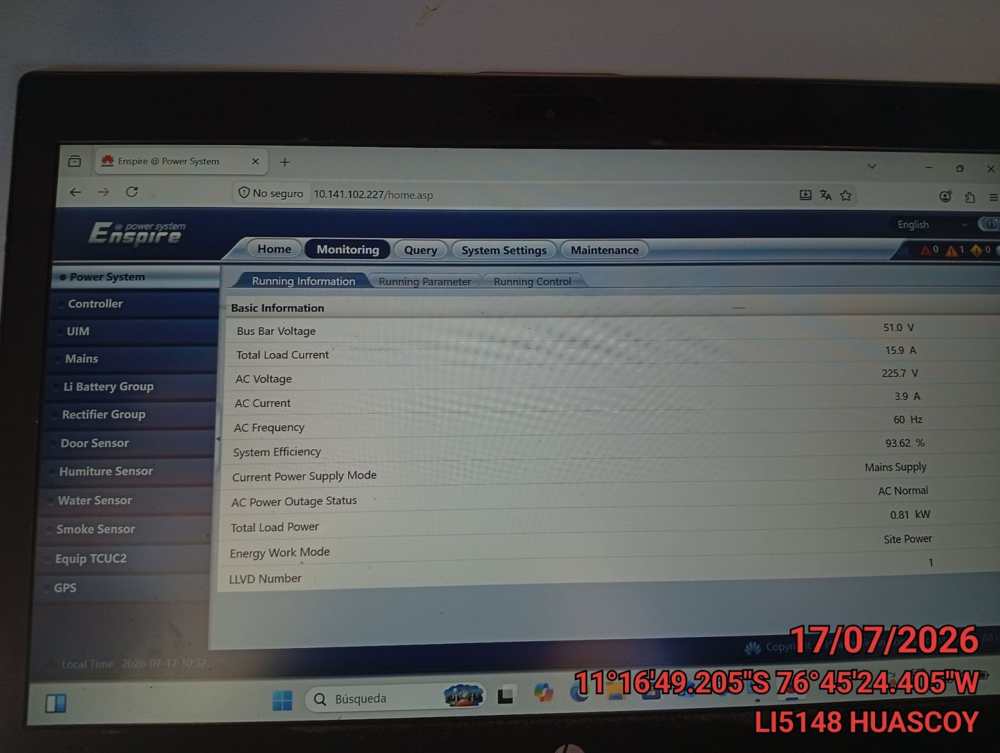 Enspire @ Power System
No seguro 10.141.102.227/home.asp
@ power system
Enspire
English
Home Monitoring Query System Settings Maintenance
0 1 0
Power System
Controller
UIM
Mains
Li Battery Group
Rectifier Group
Door Sensor
Humiture Sensor
Water Sensor
Smoke Sensor
Equip TCUC2
GPS
Running Information Running Parameter Running Control
Basic Information
Bus Bar Voltage 51.0 V
Total Load Current 15.9 A
AC Voltage 225.7 V
AC Current 3.9 A
AC Frequency 60 Hz
System Efficiency 93.62 %
Current Power Supply Mode Mains Supply
AC Power Outage Status AC Normal
Total Load Power 0.81 kW
Energy Work Mode Site Power
LLVD Number 1
Local Time 2026-07-17 10:32
Búsqueda
17/07/2026
11°16'49.205"S 76°45'24.405"W
LI5148 HUASCOY